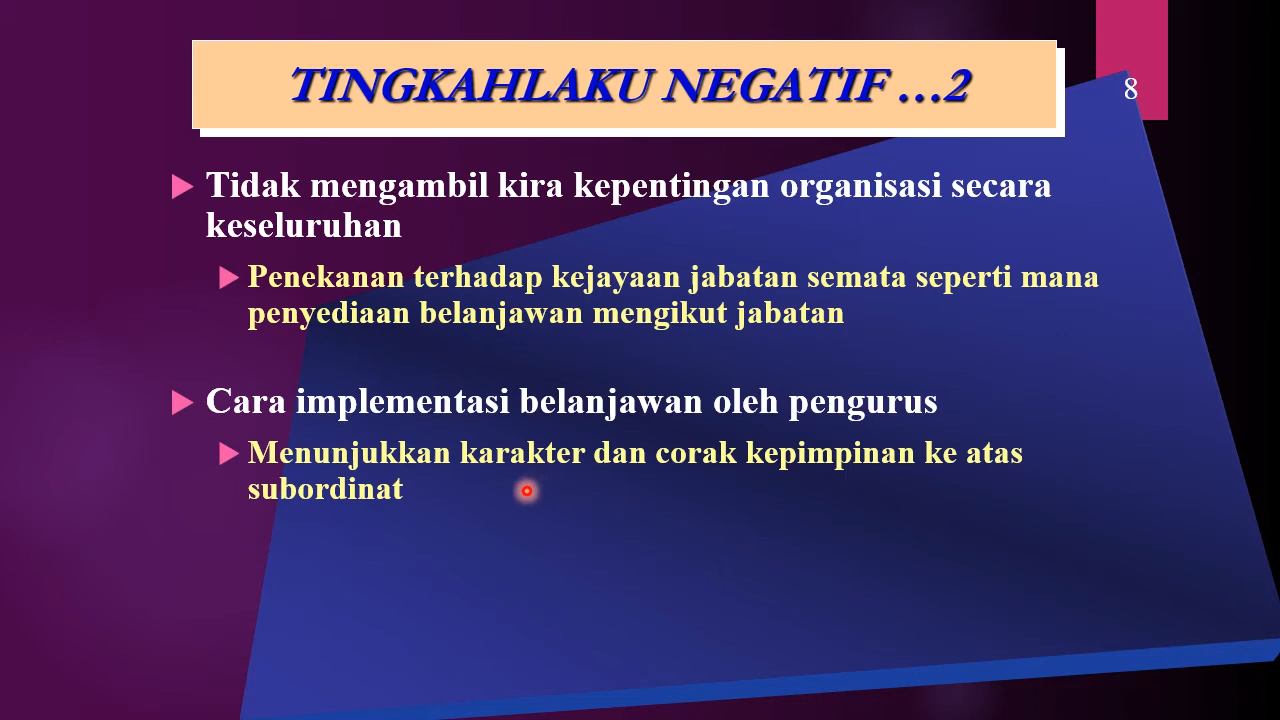 TINGKAHLAKU NEGATIF …2
8
Tidak mengambil kira kepentingan organisasi secara
keseluruhan
Penekanan terhadap kejayaan jabatan semata seperti mana
penyediaan belanjawan mengikut jabatan
Cara implementasi belanjawan oleh pengurus
Menunjukkan karakter dan corak kepimpinan ke atas
subordinat